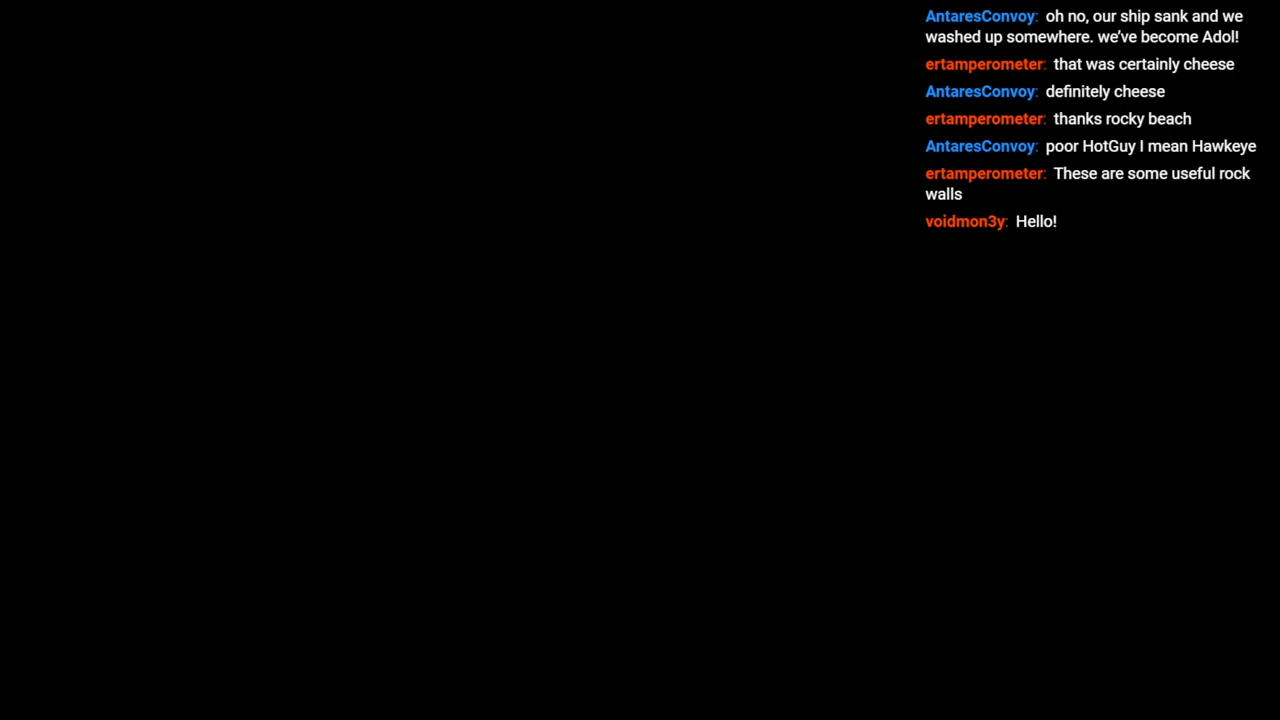 AntaresConvoy: oh no, our ship sank and we
washed up somewhere. we’ve become Adol!
ertamperometer: that was certainly cheese
AntaresConvoy: definitely cheese
ertamperometer: thanks rocky beach
AntaresConvoy: poor HotGuy I mean Hawkeye
ertamperometer: These are some useful rock
walls
voidmon3y: Hello!